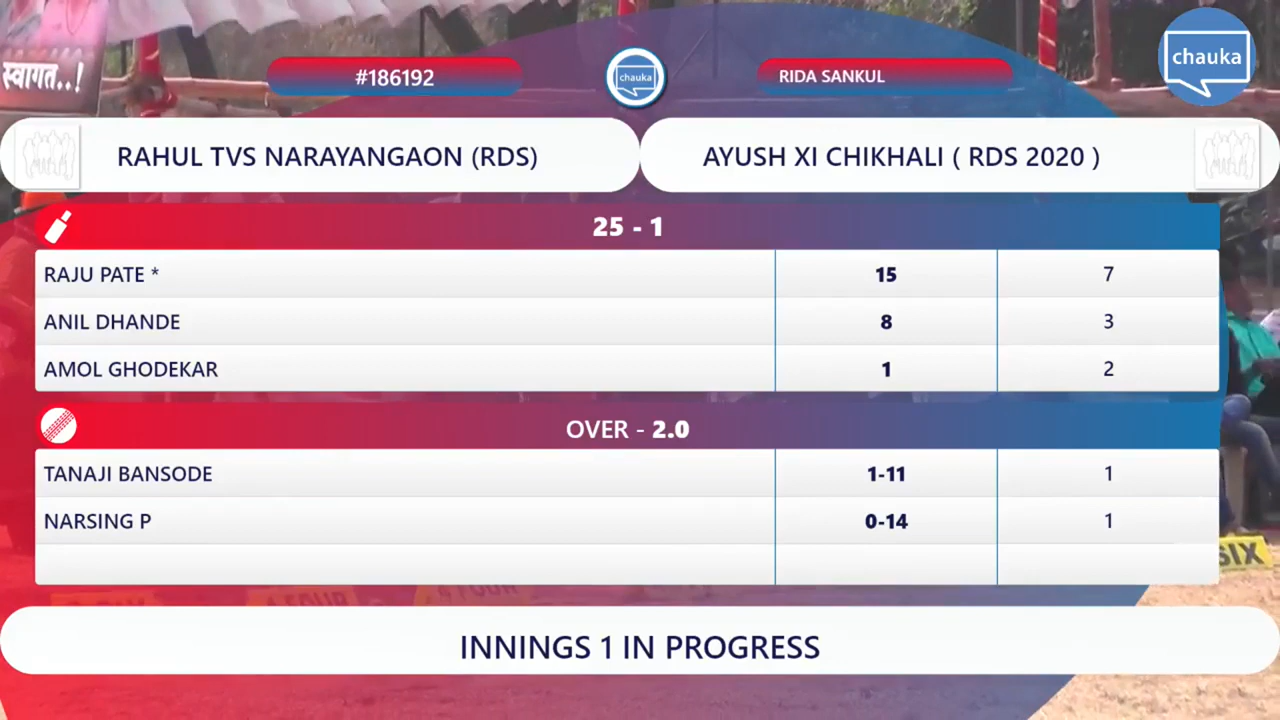 स्वागत..!
#186192
chauka
RIDA SANKUL
chauka
RAHUL TVS NARAYANGAON (RDS)
AYUSH XI CHIKHALI ( RDS 2020 )
25 - 1
RAJU PATE * 15 7
ANIL DHANDE 8 3
AMOL GHODEKAR 1 2
OVER - 2.0
TANAJI BANSODE 1-11 1
NARSING P 0-14 1
SIX
INNINGS 1 IN PROGRESS